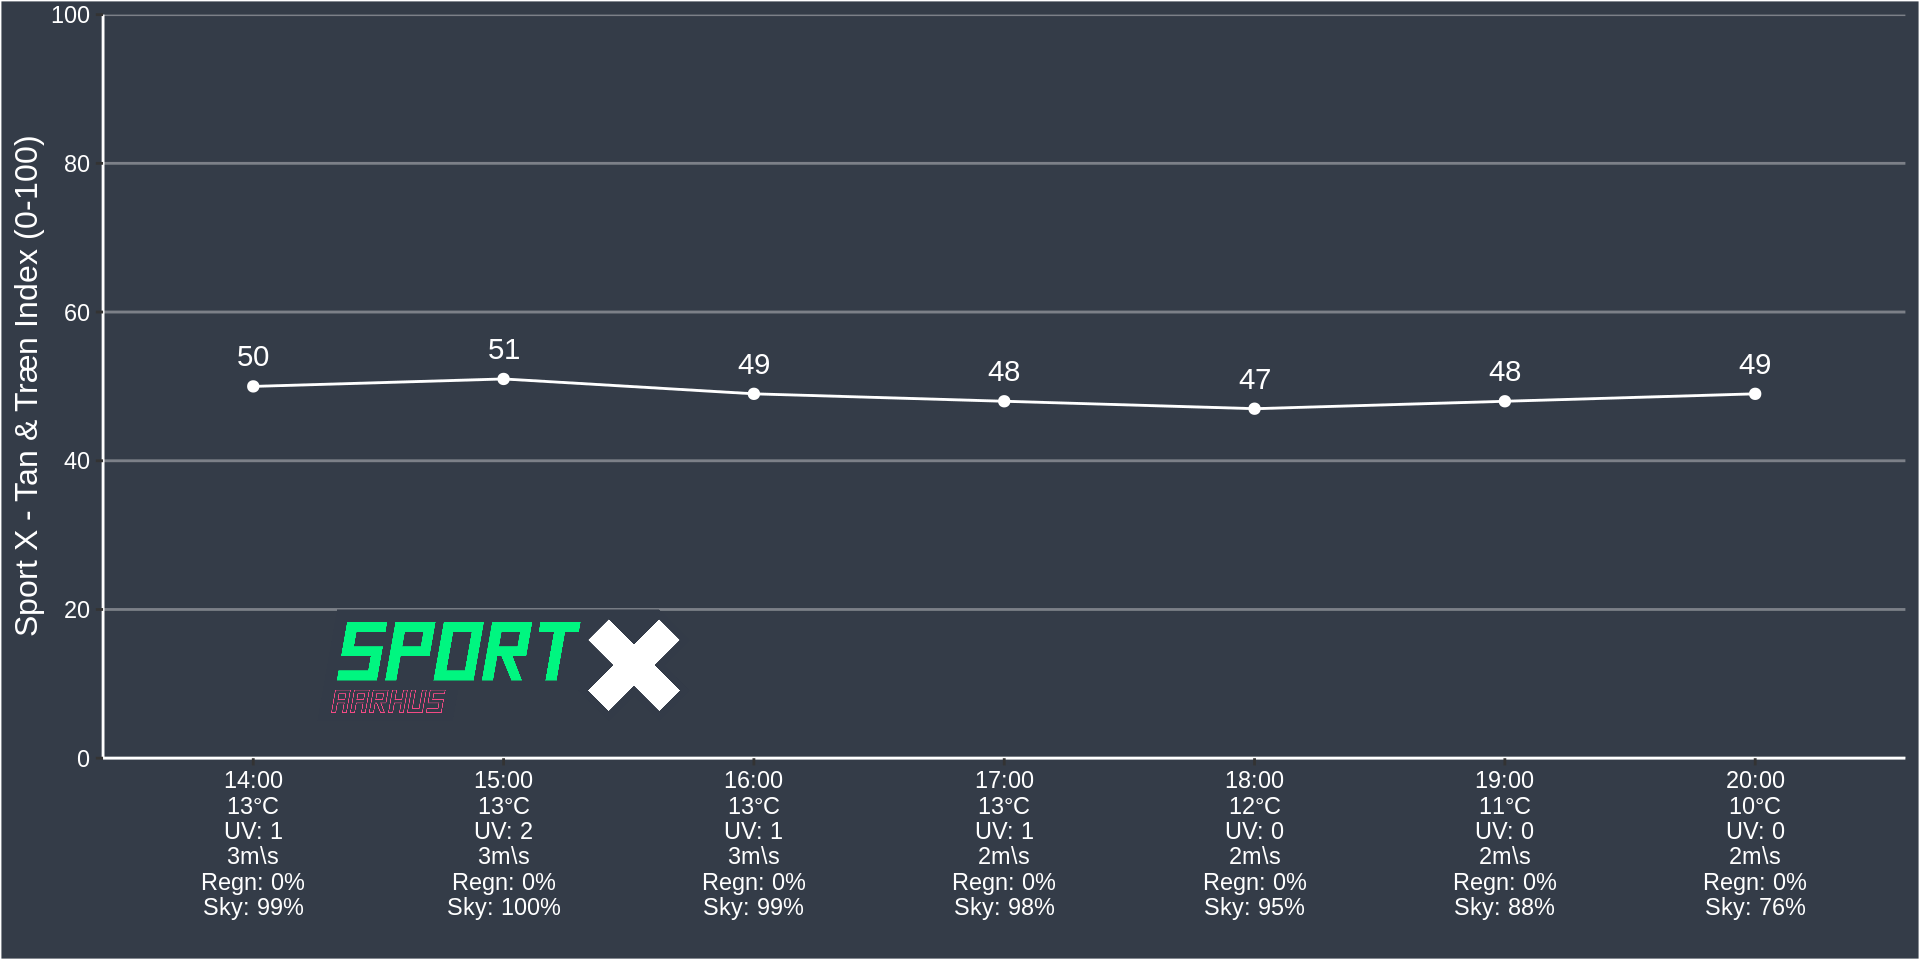 Sport X - Tan & Træn Index (0-100)
100
80
60
40
20
0
50
51
49
48
47
48
49
SPORT X
AARHUS
14:00
13°C
UV: 1
3m\s
Regn: 0%
Sky: 99%
15:00
13°C
UV: 2
3m\s
Regn: 0%
Sky: 100%
16:00
13°C
UV: 1
3m\s
Regn: 0%
Sky: 99%
17:00
13°C
UV: 1
2m\s
Regn: 0%
Sky: 98%
18:00
12°C
UV: 0
2m\s
Regn: 0%
Sky: 95%
19:00
11°C
UV: 0
2m\s
Regn: 0%
Sky: 88%
20:00
10°C
UV: 0
2m\s
Regn: 0%
Sky: 76%